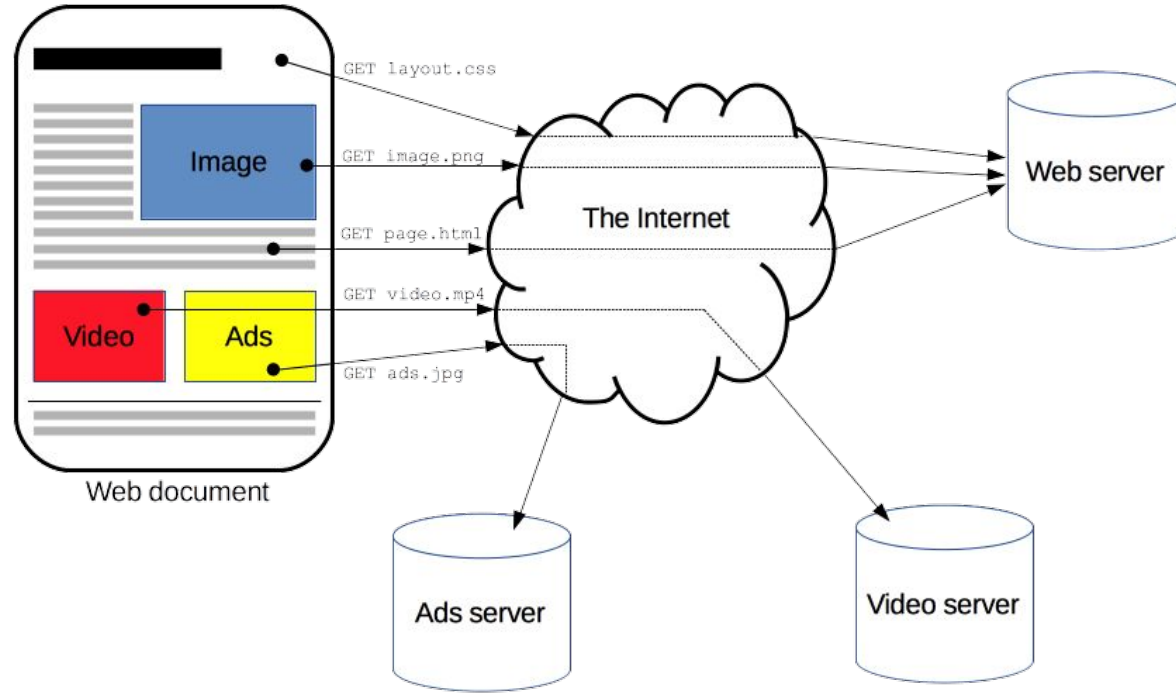 GET layout.css
Image
GET image.png
Web server
The Internet
GET page.html
Video
Ads
GET video.mp4
GET ads.jpg
Web document
Ads server
Video server